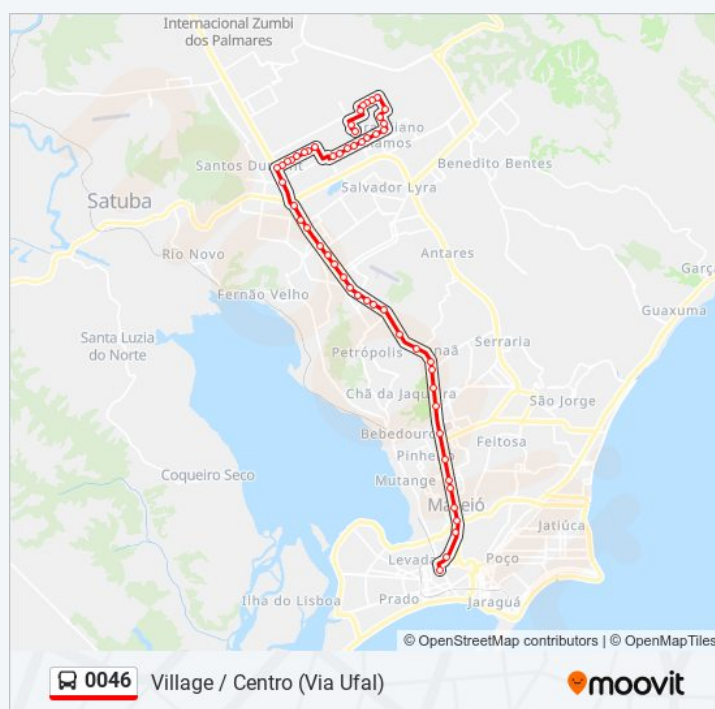 Internacional Zumbi
dos Palmares
Graciliano
Ramos
Benedito Bentes
Santos Dumont
Salvador Lyra
Satuba
Rio Novo
Antares
Garça
Fernão Velho
Guaxuma
Santa Luzia
do Norte
Serraria
Petrópolis
Chã da Jaqueira
São Jorge
Bebedouro
Feitosa
Pinheiro
Coqueiro Seco
Mutange
Maceió
Jatiúca
Levada
Poço
Ilha do Lisboa
Prado
Jaraguá
© OpenStreetMap contributors | © OpenMapTiles
0046 Village / Centro (Via Ufal)
moovit